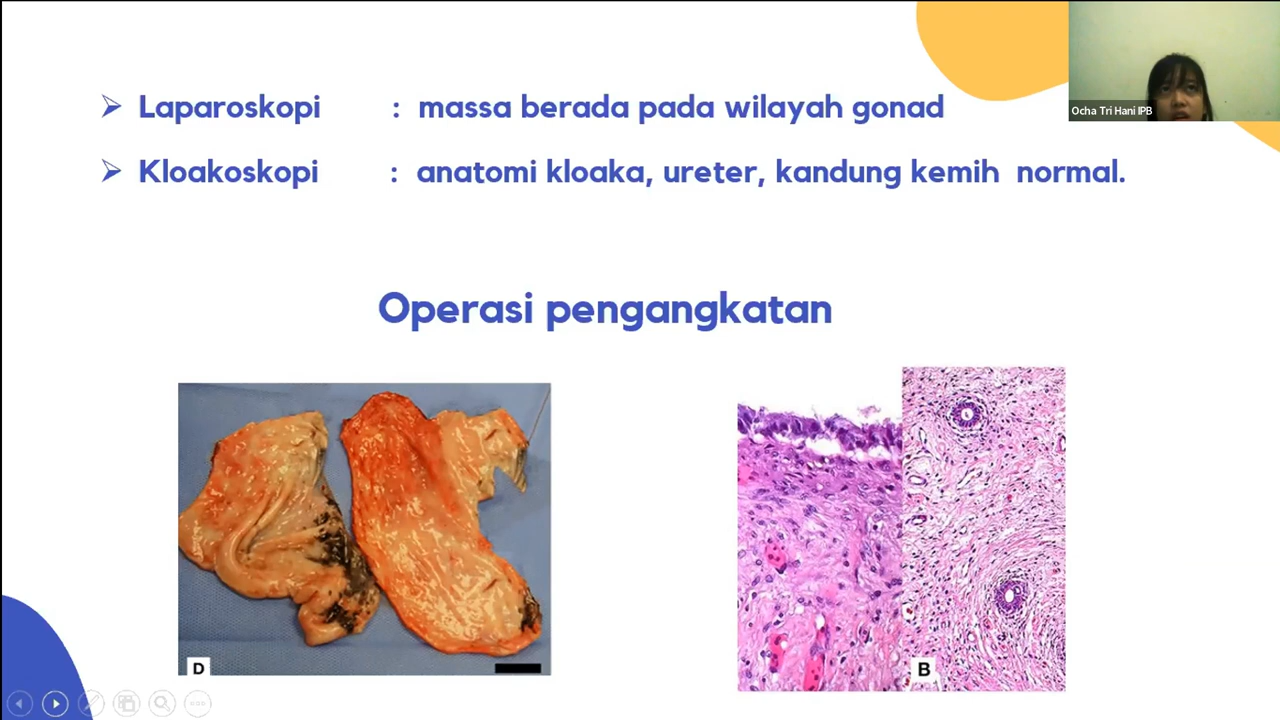 Laparoskopi : massa berada pada wilayah gonad
Ocha Tri Hani IPB
Kloakoskopi : anatomi kloaka, ureter, kandung kemih normal.
Operasi pengangkatan
D
B